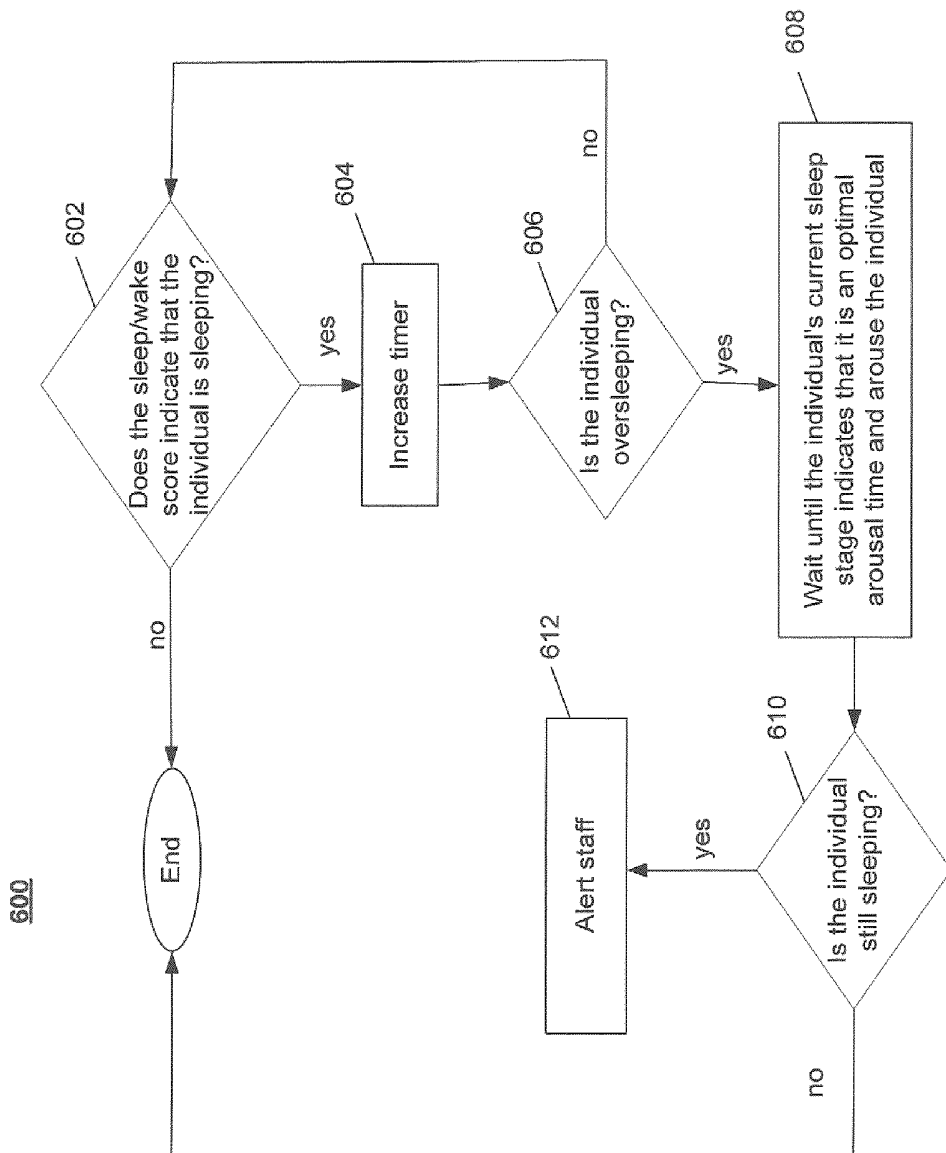 600
602
Does the sleep/wake
score indicate that the
individual is sleeping?
no
End
yes
604
Increase timer
606
Is the individual
oversleeping?
no
yes
608
Wait until the individual's current sleep
stage indicates that it is an optimal
arousal time and arouse the individual
610
Is the individual
still sleeping?
yes
612
Alert staff
no